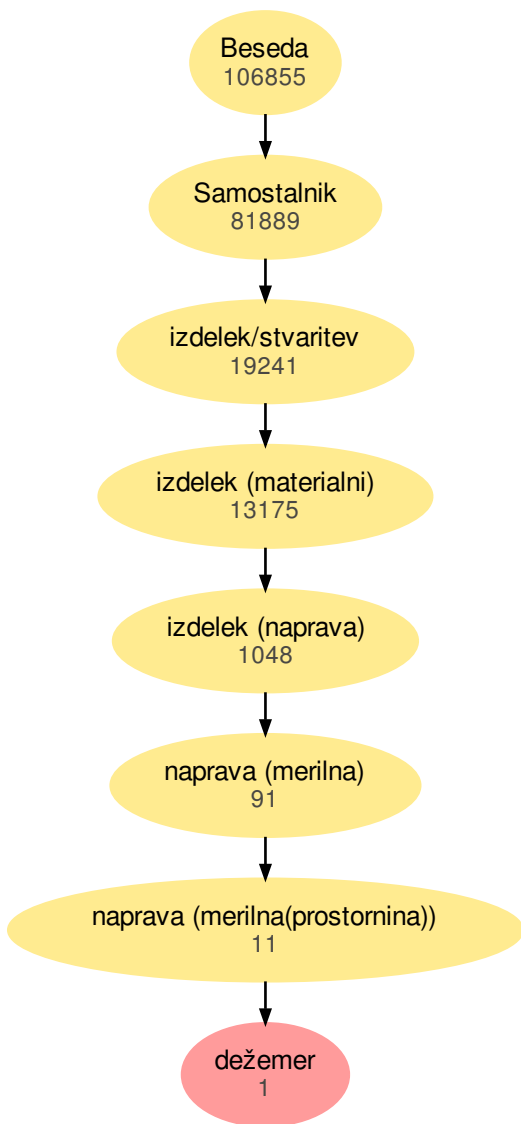 Beseda
106855
Samostalnik
81889
izdelek/stvaritev
19241
izdelek (materialni)
13175
izdelek (naprava)
1048
naprava (merilna)
91
naprava (merilna(prostornina))
11
dežemer
1